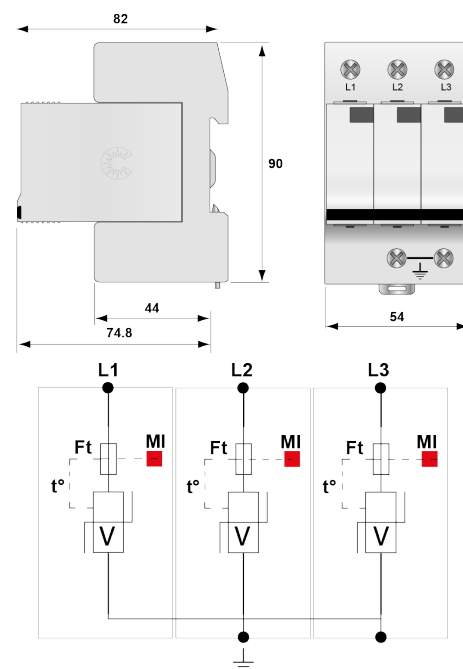 82
L1 L2 L3
90
44
74.8
54
L1 L2 L3
Ft MI Ft MI Ft MI
t° t° t°
V V V